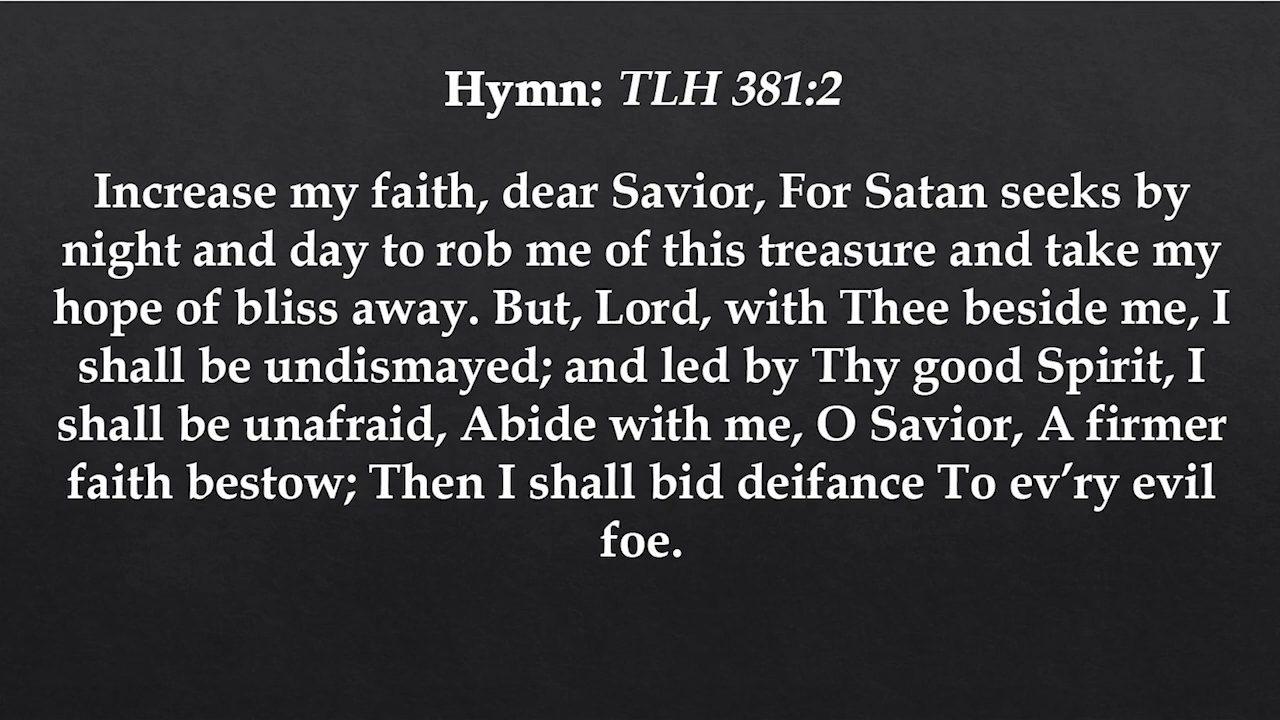 Hymn: TLH 381:2
Increase my faith, dear Savior, For Satan seeks by
night and day to rob me of this treasure and take my
hope of bliss away. But, Lord, with Thee beside me, I
shall be undismayed; and led by Thy good Spirit, I
shall be unafraid, Abide with me, O Savior, A firmer
faith bestow; Then I shall bid deifance To ev’ry evil
foe.